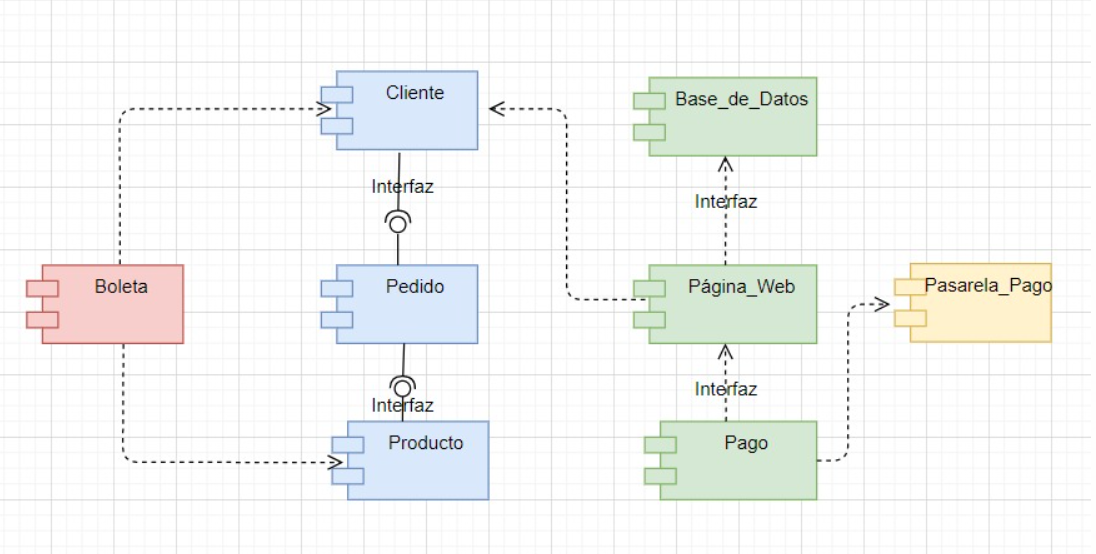 Cliente
Base_de_Datos
Interfaz
Interfaz
Boleta
Pedido
Página_Web
Pasarela_Pago
Interfaz
Interfaz
Producto
Pago